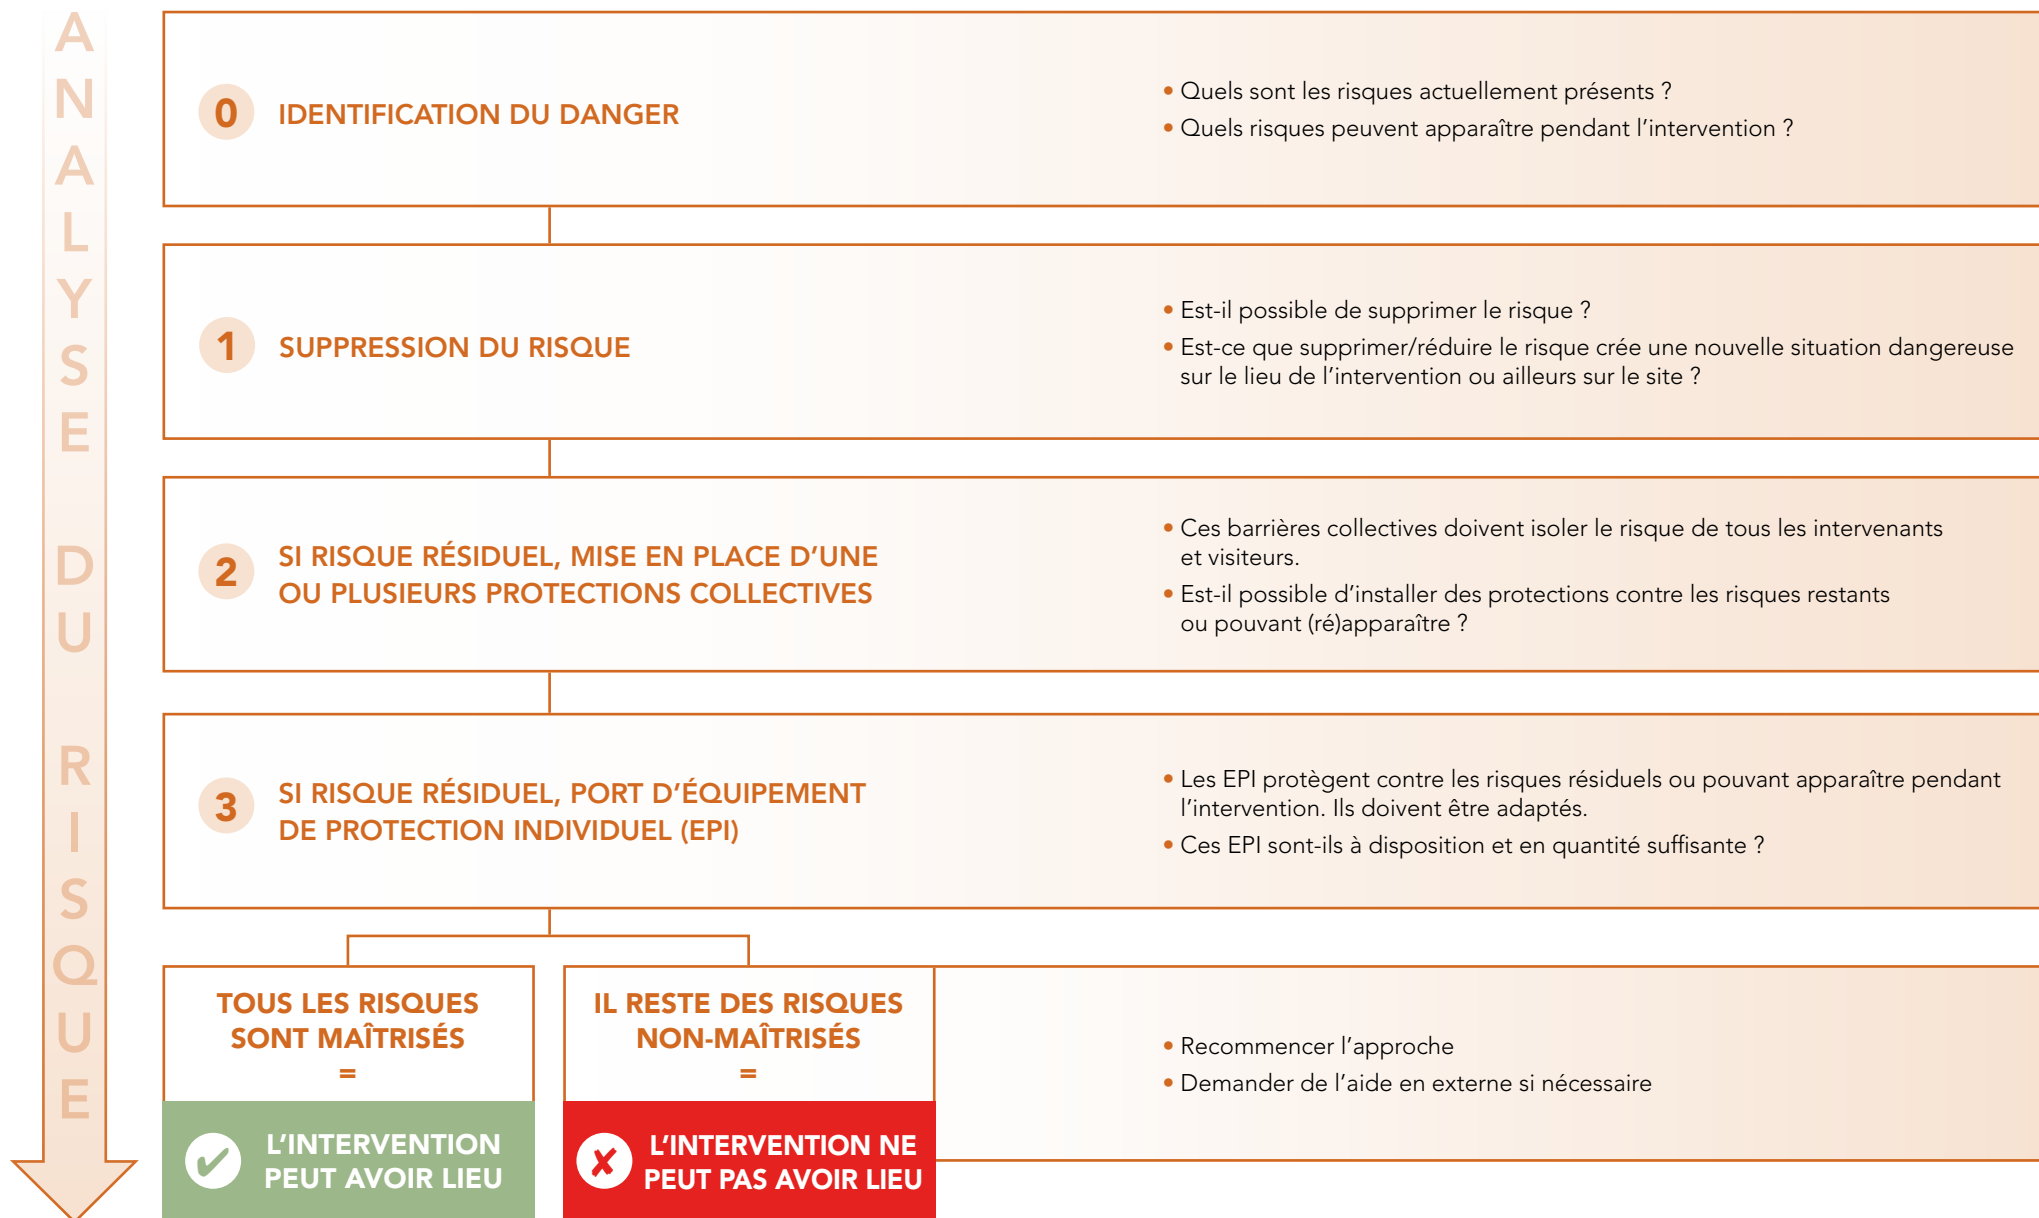 ANALYSE DU RISQUE
0 IDENTIFICATION DU DANGER
• Quels sont les risques actuellement présents ?
• Quels risques peuvent apparaître pendant l'intervention ?
1 SUPPRESSION DU RISQUE
• Est-il possible de supprimer le risque ?
• Est-ce que supprimer/réduire le risque crée une nouvelle situation dangereuse
sur le lieu de l'intervention ou ailleurs sur le site ?
2 SI RISQUE RÉSIDUEL, MISE EN PLACE D'UNE
OU PLUSIEURS PROTECTIONS COLLECTIVES
• Ces barrières collectives doivent isoler le risque de tous les intervenants
et visiteurs.
• Est-il possible d'installer des protections contre les risques restants
ou pouvant (ré)apparaître ?
3 SI RISQUE RÉSIDUEL, PORT D'ÉQUIPEMENT
DE PROTECTION INDIVIDUEL (EPI)
• Les EPI protègent contre les risques résiduels ou pouvant apparaître pendant
l'intervention. Ils doivent être adaptés.
• Ces EPI sont-ils à disposition et en quantité suffisante ?
TOUS LES RISQUES
SONT MAÎTRISÉS
=
L'INTERVENTION
PEUT AVOIR LIEU
IL RESTE DES RISQUES
NON-MAÎTRISÉS
=
L'INTERVENTION NE
PEUT PAS AVOIR LIEU
• Recommencer l'approche
• Demander de l'aide en externe si nécessaire